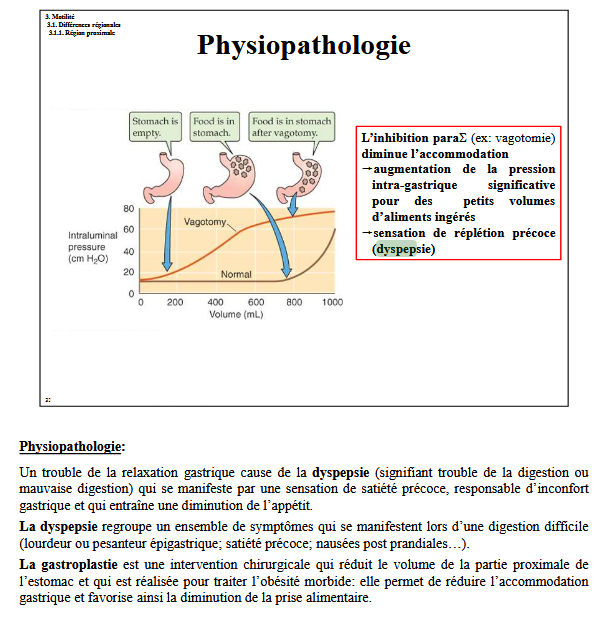 3. Motilité
3.1. Différences régionales
3.1.1. Région proximale
Physiopathologie
Stomach is
empty.
Food is in
stomach.
Food is in stomach
after vagotomy.
L’inhibition paraΣ (ex: vagotomie)
diminue l’accommodation
→augmentation de la pression
intra-gastrique significative
pour des petits volumes
d’aliments ingérés
→sensation de réplétion précoce
(dyspepsie)
Intraluminal
pressure
(cm H2O)
80
60
40
20
0
Vagotomy
Normal
0 200 400 600 800 1000
Volume (mL)
Physiopathologie:
Un trouble de la relaxation gastrique cause de la dyspepsie (signifiant trouble de la digestion ou
mauvaise digestion) qui se manifeste par une sensation de satiété précoce, responsable d’inconfort
gastrique et qui entraîne une diminution de l’appétit.
La dyspepsie regroupe un ensemble de symptômes qui se manifestent lors d’une digestion difficile
(lourdeur ou pesanteur épigastrique; satiété précoce; nausées post prandiales…).
La gastroplastie est une intervention chirurgicale qui réduit le volume de la partie proximale de
l’estomac et qui est réalisée pour traiter l’obésité morbide: elle permet de réduire l’accommodation
gastrique et favorise ainsi la diminution de la prise alimentaire.